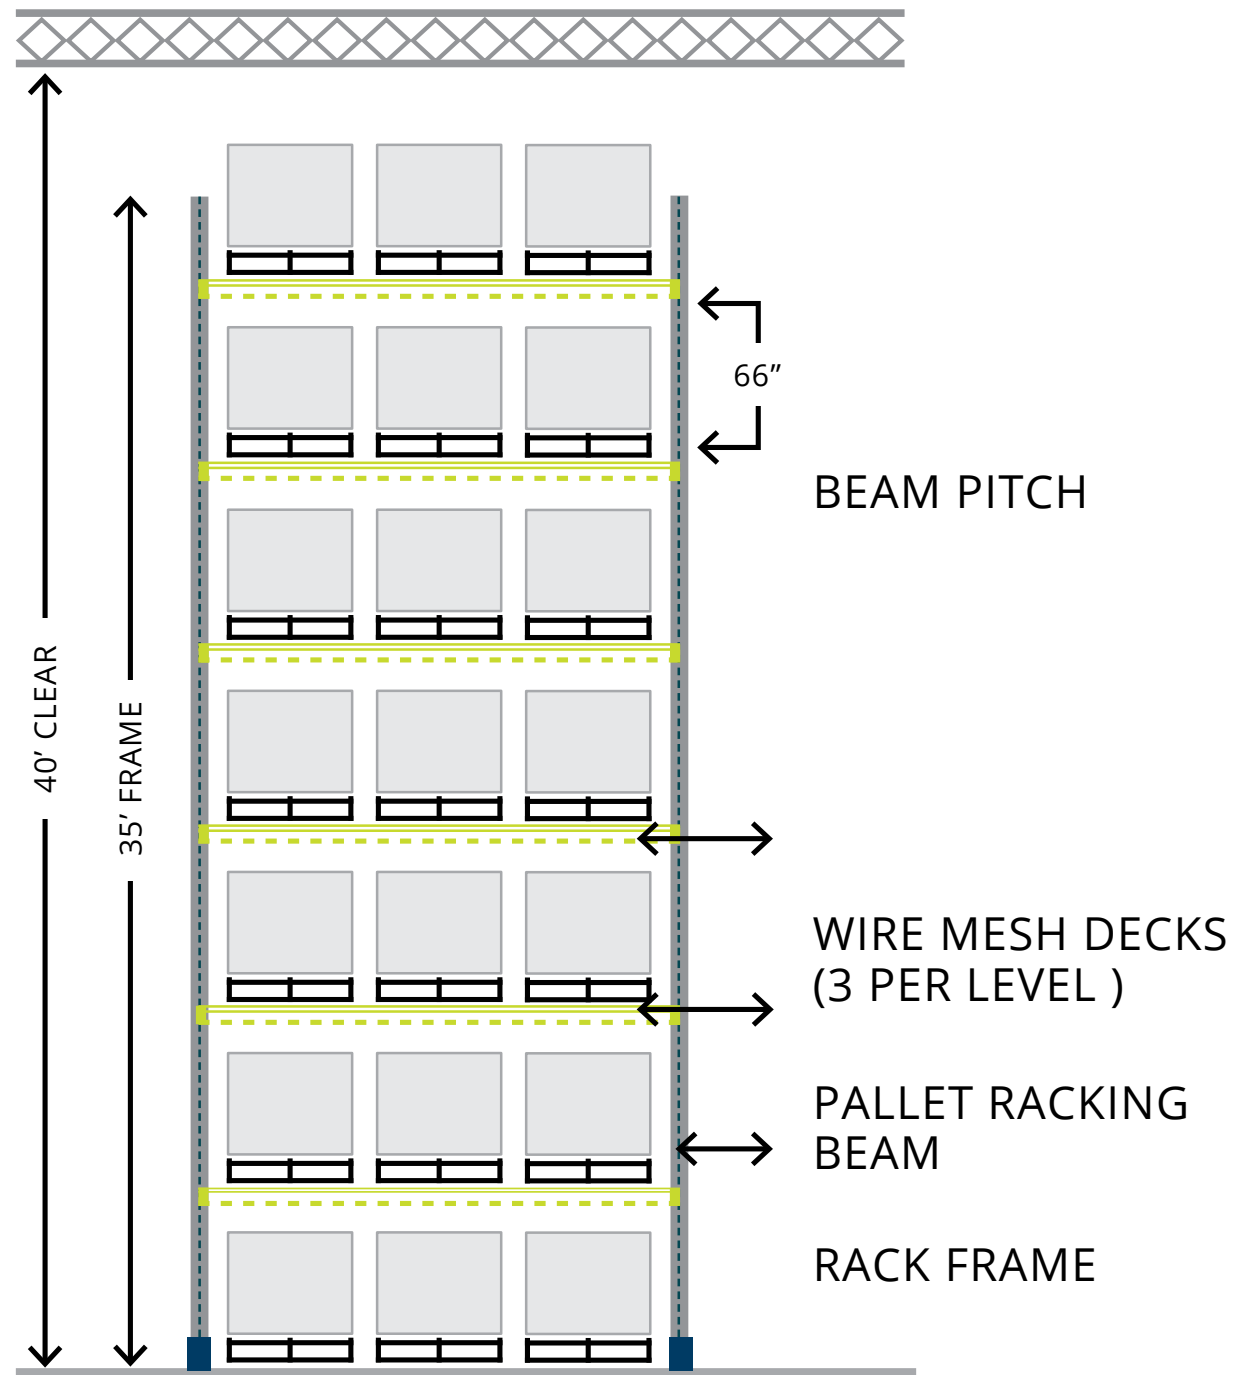 66”
BEAM PITCH
40’ CLEAR
35’ FRAME
WIRE MESH DECKS
(3 PER LEVEL )
PALLET RACKING
BEAM
RACK FRAME